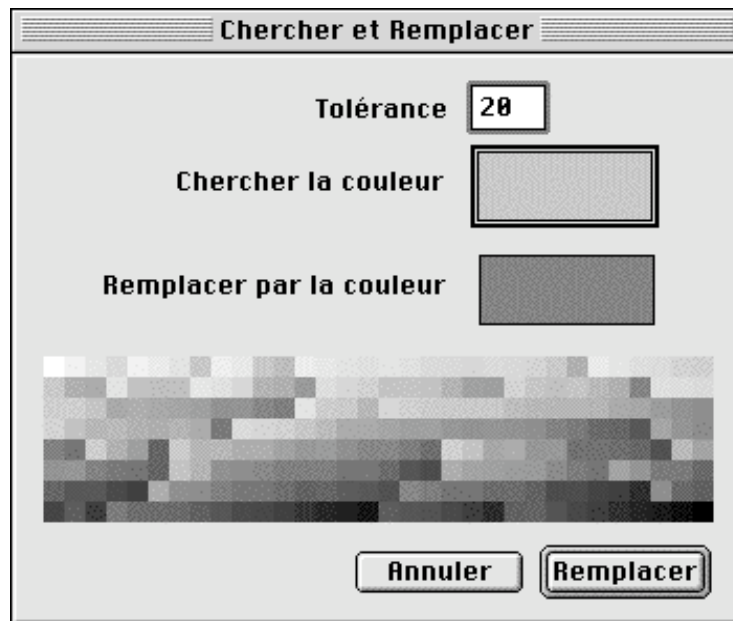 Chercher et Remplacer
Tolérance 20
Chercher la couleur
Remplacer par la couleur
Annuler Remplacer